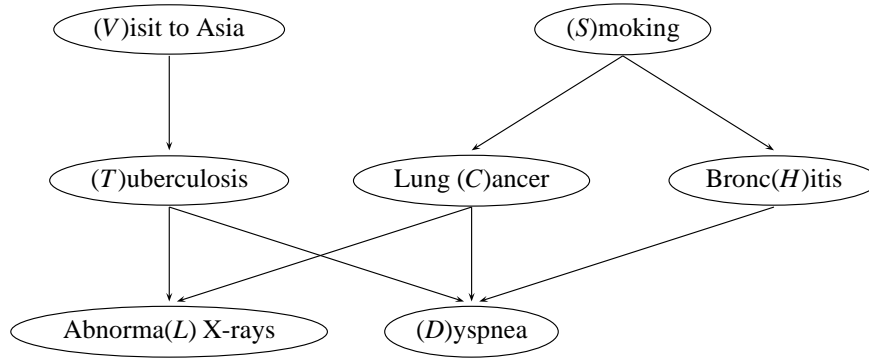 (V)isit to Asia
(S)moking
(T)uberculosis
Lung (C)ancer
Bronc(H)itis
Abnorma(L) X-rays
(D)yspnea